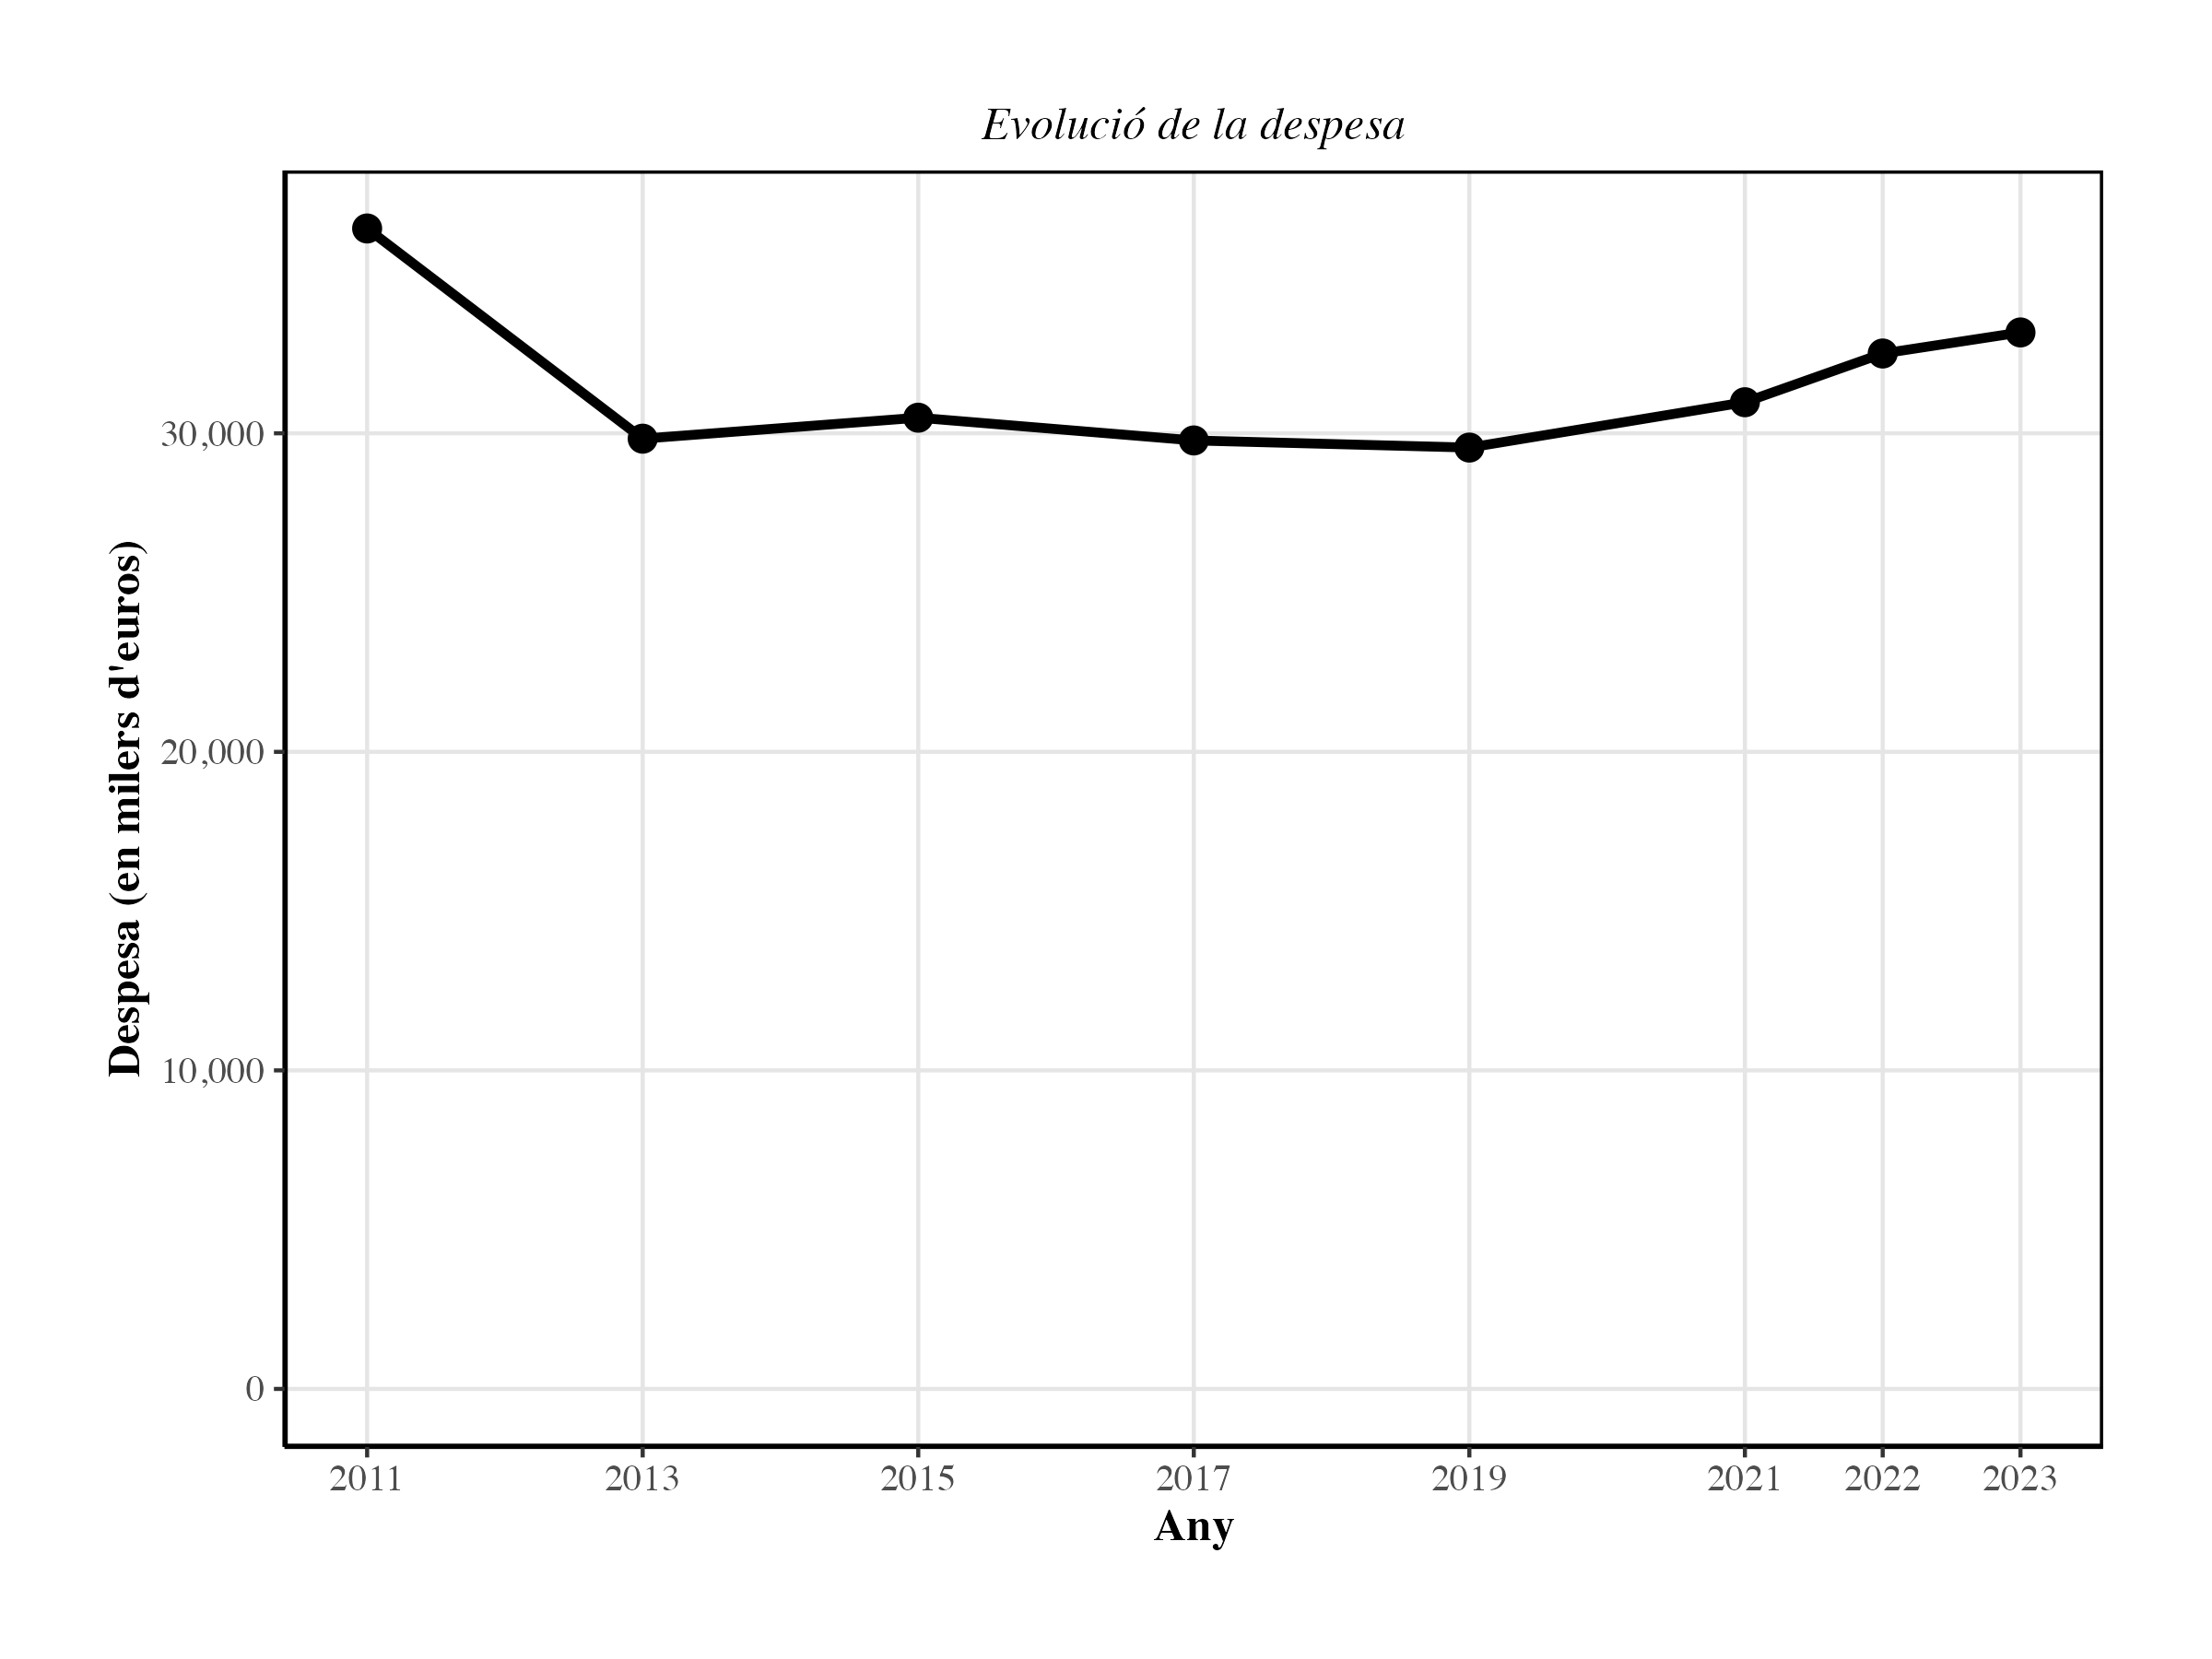 Evolució de la despesa
Despesa (en milers d'euros)
30,000
20,000
10,000
0
2011 2013 2015 2017 2019 2021 2022 2023
Any